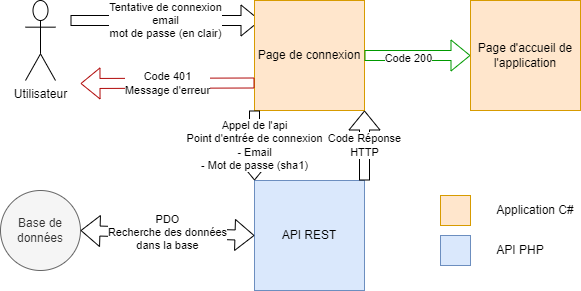 Tentative de connexion
email
mot de passe (en clair)
Page de connexion
Code 200
Page d'accueil de
l'application
Code 401
Message d'erreur
Utilisateur
Appel de l'api
Point d'entrée de connexion
- Email
- Mot de passe (sha1)
Code Réponse
HTTP
Base de
données
PDO
Recherche des données
dans la base
API REST
Application C#
API PHP